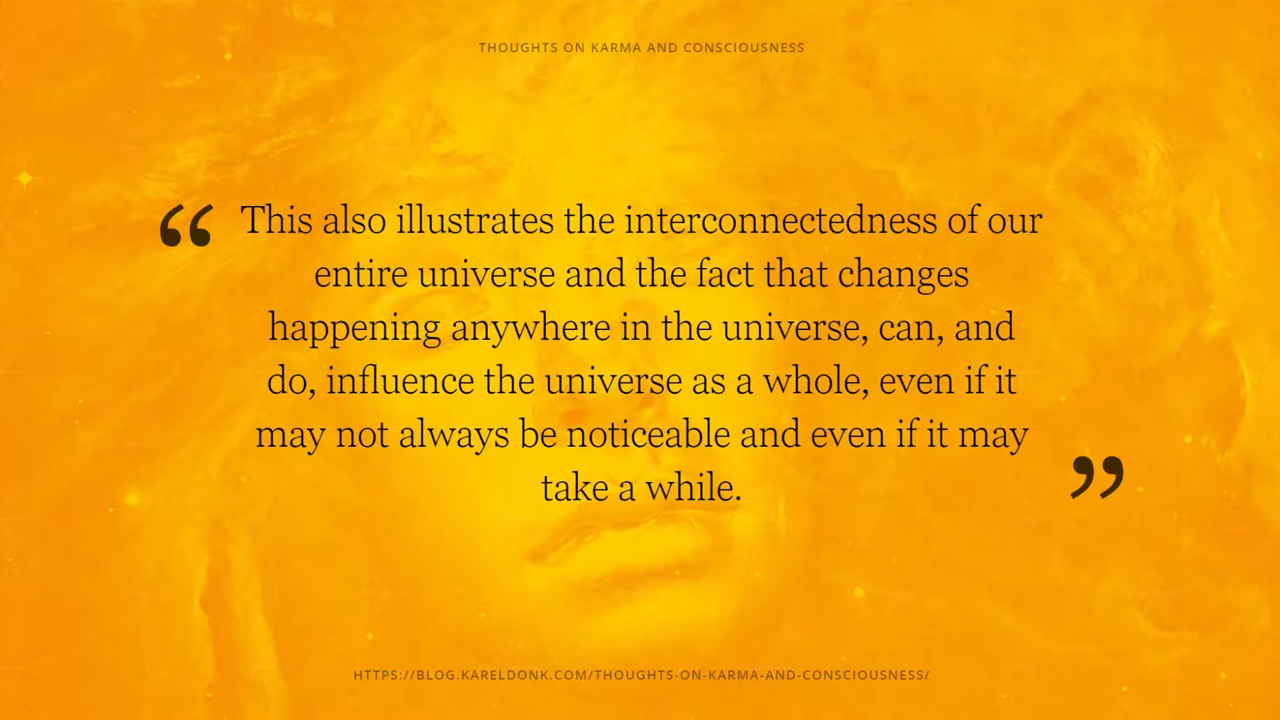 THOUGHTS ON KARMA AND CONSCIOUSNESS
“ This also illustrates the interconnectedness of our
entire universe and the fact that changes
happening anywhere in the universe, can, and
do, influence the universe as a whole, even if it
may not always be noticeable and even if it may
take a while. ”
HTTPS://BLOG.KARELDONK.COM/THOUGHTS-ON-KARMA-AND-CONSCIOUSNESS/